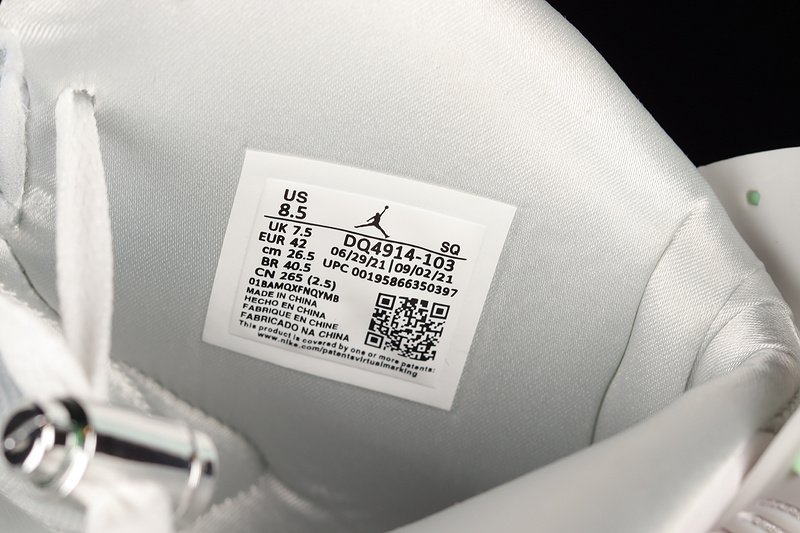 US
8.5
SQ
UK 7.5
EUR 42
cm 26.5
BR 40.5
CN 265 (2.5)
DQ4914-103
06/29/21 | 09/02/21
UPC 00195866350397
01BAMQXFNQYMB
MADE IN CHINA
HECHO EN CHINA
FABRIQUE EN CHINE
FABRICADO NA CHINA
This product is covered by one or more patents:
www.nike.com/patentsvirtualmarking